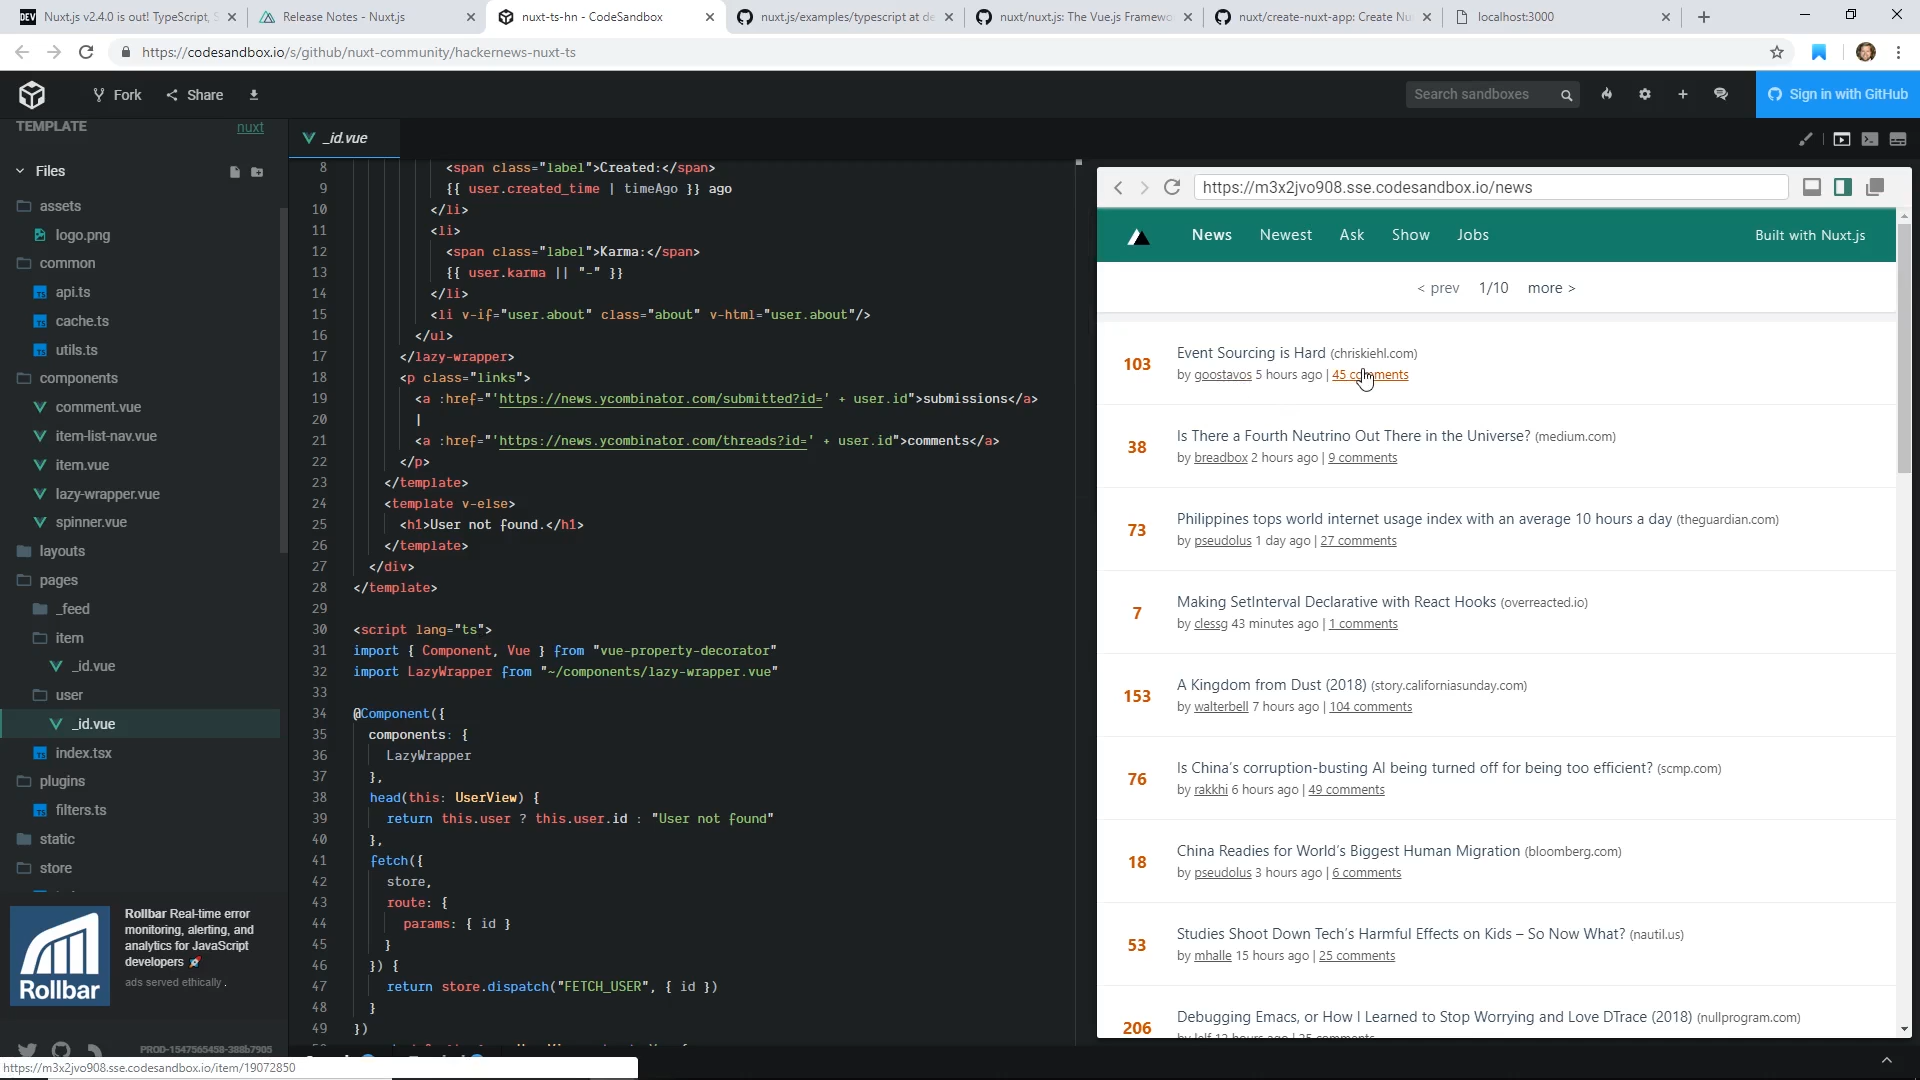 Nuxt.js v2.4.0 is out! TypeScript, S
Release Notes - Nuxt.js
nuxt-ts-hn - CodeSandbox
nuxt.js/examples/typescript at de
nuxt/nuxt.js: The Vue.js Framewo
nuxt/create-nuxt-app: Create Nu
localhost:3000
https://codesandbox.io/s/github/nuxt-community/hackernews-nuxt-ts
Fork
Share
Search sandboxes
Sign in with GitHub
TEMPLATE nuxt
Files
assets
logo.png
common
api.ts
cache.ts
utils.ts
components
comment.vue
item-list-nav.vue
item.vue
lazy-wrapper.vue
spinner.vue
layouts
pages
_feed
item
_id.vue
user
_id.vue
index.tsx
plugins
filters.ts
static
store
Rollbar Real-time error
monitoring, alerting, and
analytics for JavaScript
developers 🚀
ads served ethically .
Rollbar
PROD-1547565458-388b7905
https://m3x2jvo908.sse.codesandbox.io/item/19072850
_id.vue
8 <span class="label">Created:</span>
9 {{ user.created_time | timeAgo }} ago
10 </li>
11 <li>
12 <span class="label">Karma:</span>
13 {{ user.karma || "-" }}
14 </li>
15 <li v-if="user.about" class="about" v-html="user.about"/>
16 </ul>
17 </lazy-wrapper>
18 <p class="links">
19 <a :href="'https://news.ycombinator.com/submitted?id=' + user.id">submissions</a>
20 |
21 <a :href="'https://news.ycombinator.com/threads?id=' + user.id">comments</a>
22 </p>
23 </template>
24 <template v-else>
25 <h1>User not found.</h1>
26 </template>
27 </div>
28 </template>
29
30 <script lang="ts">
31 import { Component, Vue } from "vue-property-decorator"
32 import LazyWrapper from "~/components/lazy-wrapper.vue"
33
34 @Component({
35 components: {
36 LazyWrapper
37 },
38 head(this: UserView) {
39 return this.user ? this.user.id : "User not found"
40 },
41 fetch({
42 store,
43 route: {
44 params: { id }
45 }
46 }) {
47 return store.dispatch("FETCH_USER", { id })
48 }
49 })
https://m3x2jvo908.sse.codesandbox.io/news
News Newest Ask Show Jobs Built with Nuxt.js
< prev 1/10 more >
103
Event Sourcing is Hard (chriskiehl.com)
by goostavos 5 hours ago | 45 comments
38
Is There a Fourth Neutrino Out There in the Universe? (medium.com)
by breadbox 2 hours ago | 9 comments
73
Philippines tops world internet usage index with an average 10 hours a day (theguardian.com)
by pseudolus 1 day ago | 27 comments
7
Making SetInterval Declarative with React Hooks (overreacted.io)
by clessg 43 minutes ago | 1 comments
153
A Kingdom from Dust (2018) (story.californiasunday.com)
by walterbell 7 hours ago | 104 comments
76
Is China's corruption-busting AI being turned off for being too efficient? (scmp.com)
by rakkhi 6 hours ago | 49 comments
18
China Readies for World's Biggest Human Migration (bloomberg.com)
by pseudolus 3 hours ago | 6 comments
53
Studies Shoot Down Tech's Harmful Effects on Kids – So Now What? (nautil.us)
by mhalle 15 hours ago | 25 comments
206
Debugging Emacs, or How I Learned to Stop Worrying and Love DTrace (2018) (nullprogram.com)